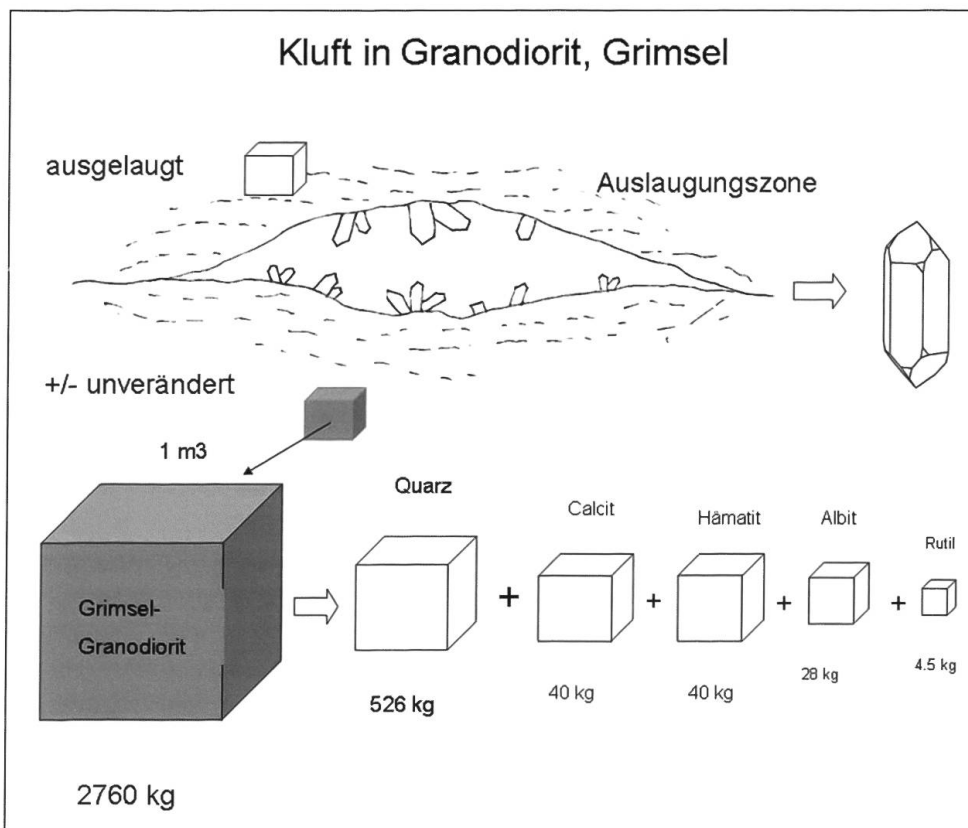 Kluft in Granodiorit, Grimsel
ausgelaugt
Auslaugungszone
+/- unverändert
1 m3
Quarz
Calcit
Hämatit
Albit
Rutil
Grimsel-
Granodiorit
+
+
+
+
526 kg
40 kg
40 kg
28 kg
4.5 kg
2760 kg